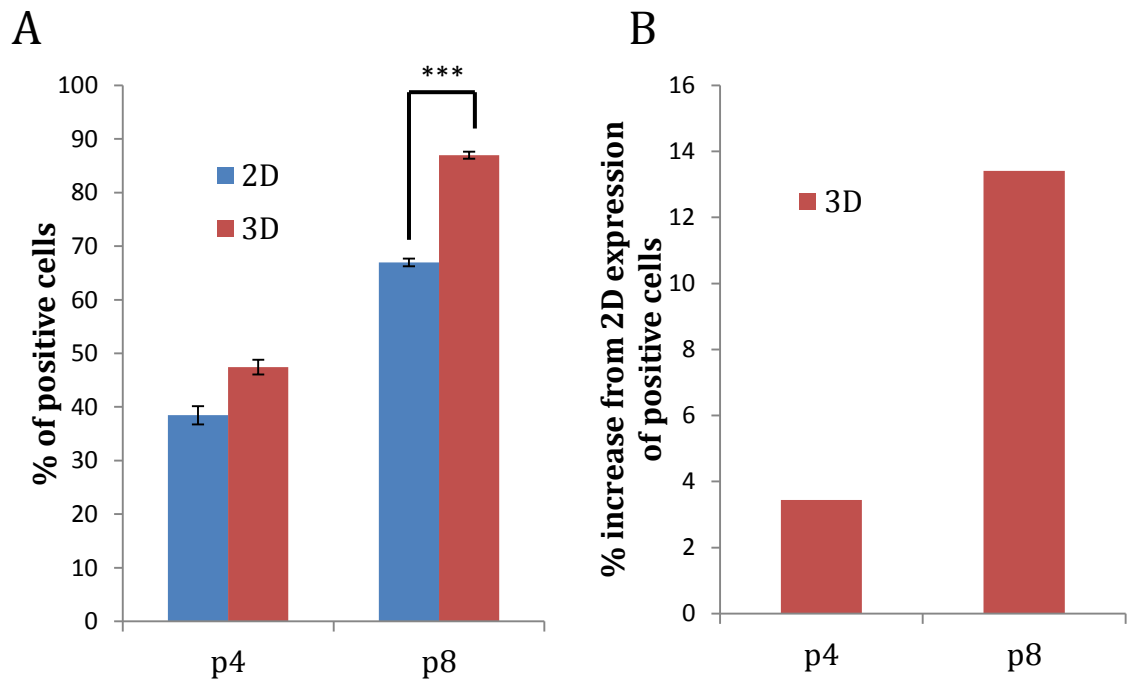 A
% of positive cells
100
90
80
70
60
50
40
30
20
10
0
***
2D
3D
p4
p8
B
% increase from 2D expression
of positive cells
16
14
12
10
8
6
4
2
0
3D
p4
p8